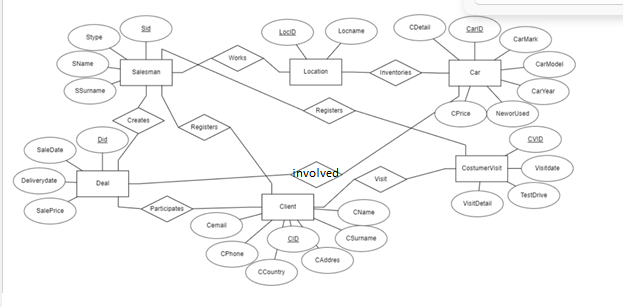 Sid
Stype
SName
SSurname
Salesman
Works
LocID
Locname
Location
Inventories
CDetail
CarID
CarMark
CarModel
CarYear
NeworUsed
CPrice
Car
Creates
Registers
Registers
Did
SaleDate
Deliverydate
SalePrice
Deal
involved
Participates
Visit
CVID
Visitdate
TestDrive
VisitDetail
CostumerVisit
Client
CName
CSurname
CAddres
CID
CCountry
CPhone
Cemail